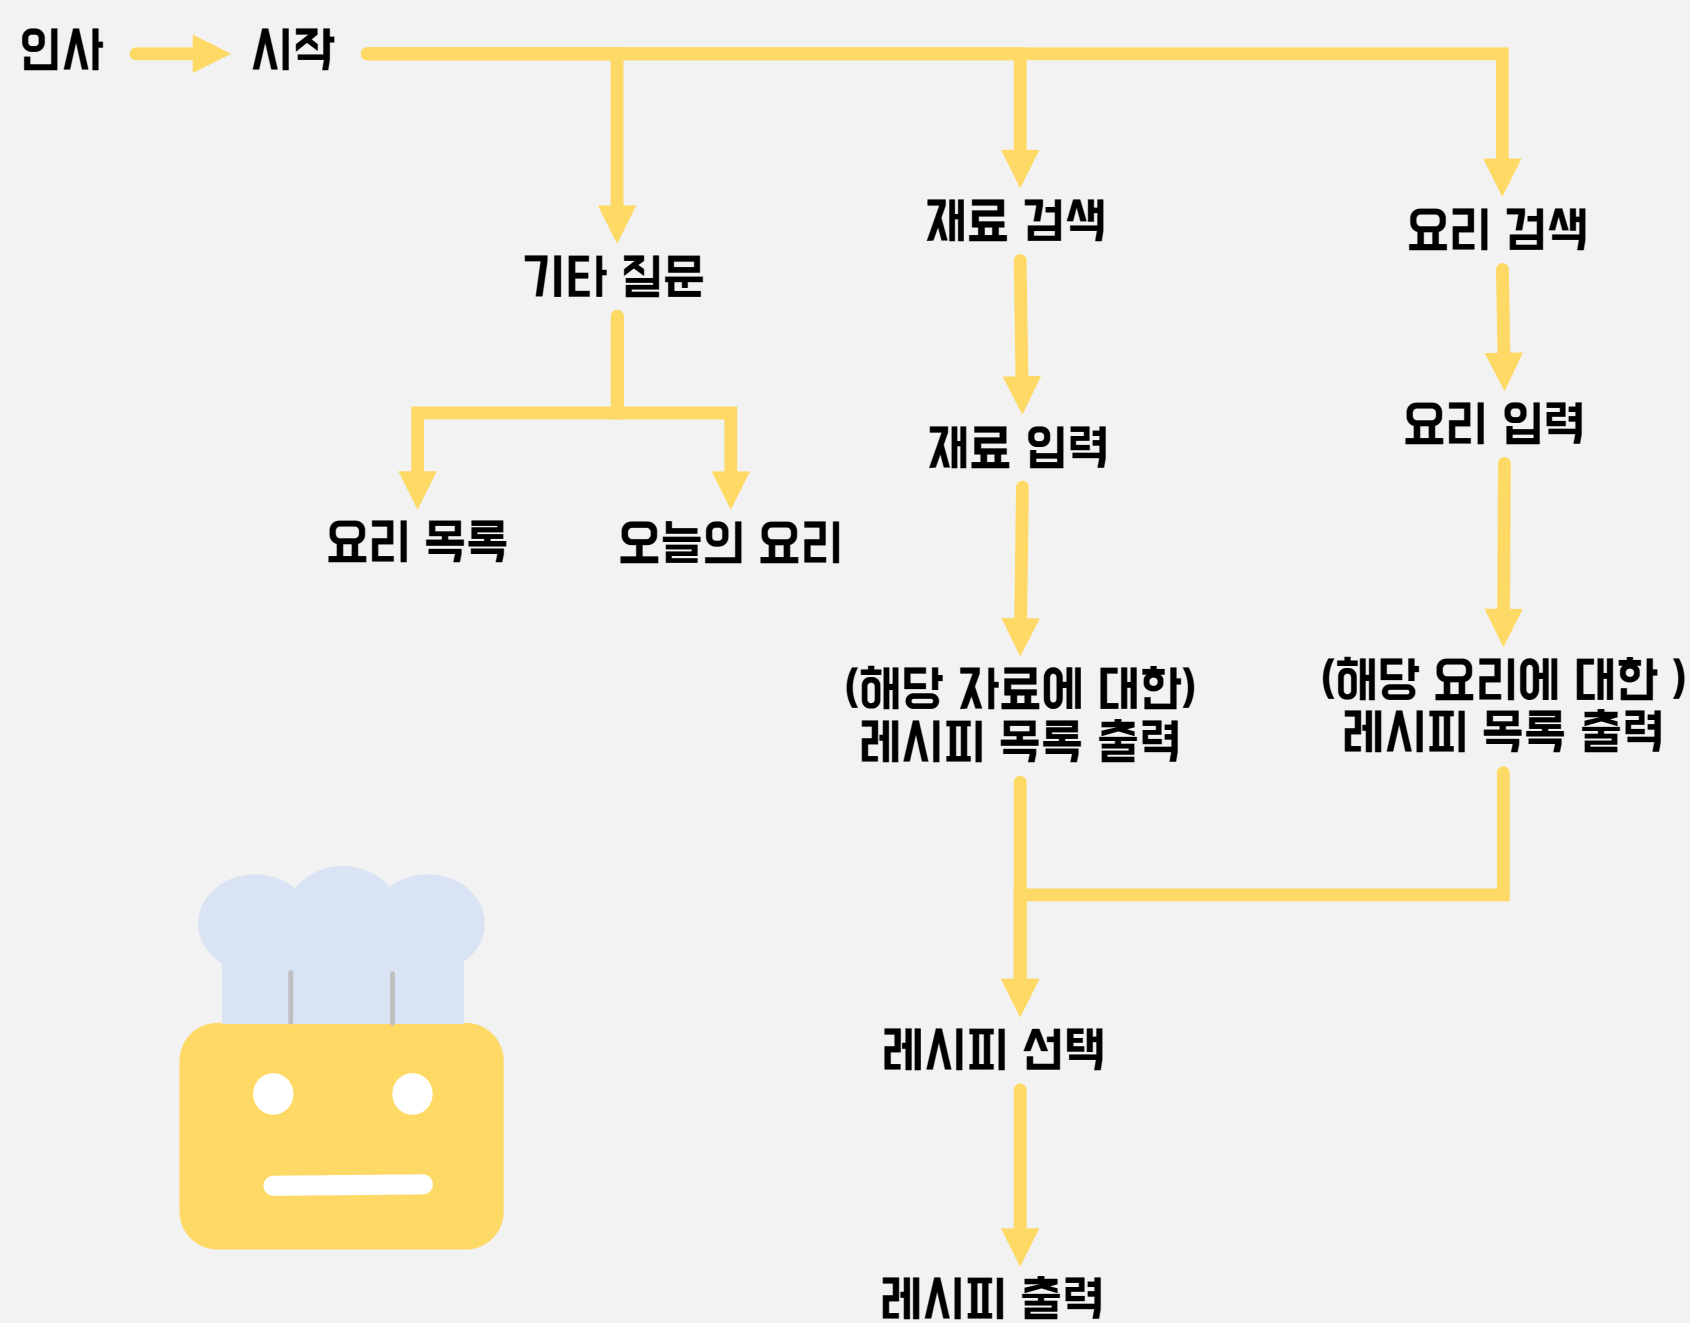 인사
시작
기타 질문
요리 목록
오늘의 요리
재료 검색
재료 입력
(해당 자료에 대한)
레시피 목록 출력
요리 검색
요리 입력
(해당 요리에 대한 )
레시피 목록 출력
레시피 선택
레시피 출력